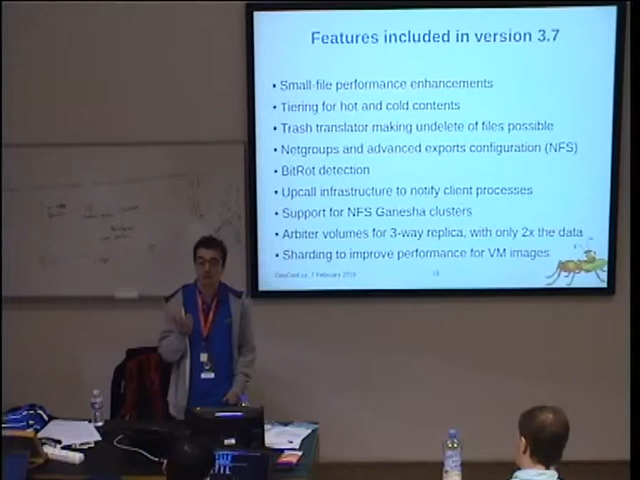 Features included in version 3.7
• Small-file performance enhancements
• Tiering for hot and cold contents
• Trash translator making undelete of files possible
• Netgroups and advanced exports configuration (NFS)
• BitRot detection
• Upcall infrastructure to notify client processes
• Support for NFS Ganesha clusters
• Arbiter volumes for 3-way replica, with only 2x the data
• Sharding to improve performance for VM images
7 February 2016